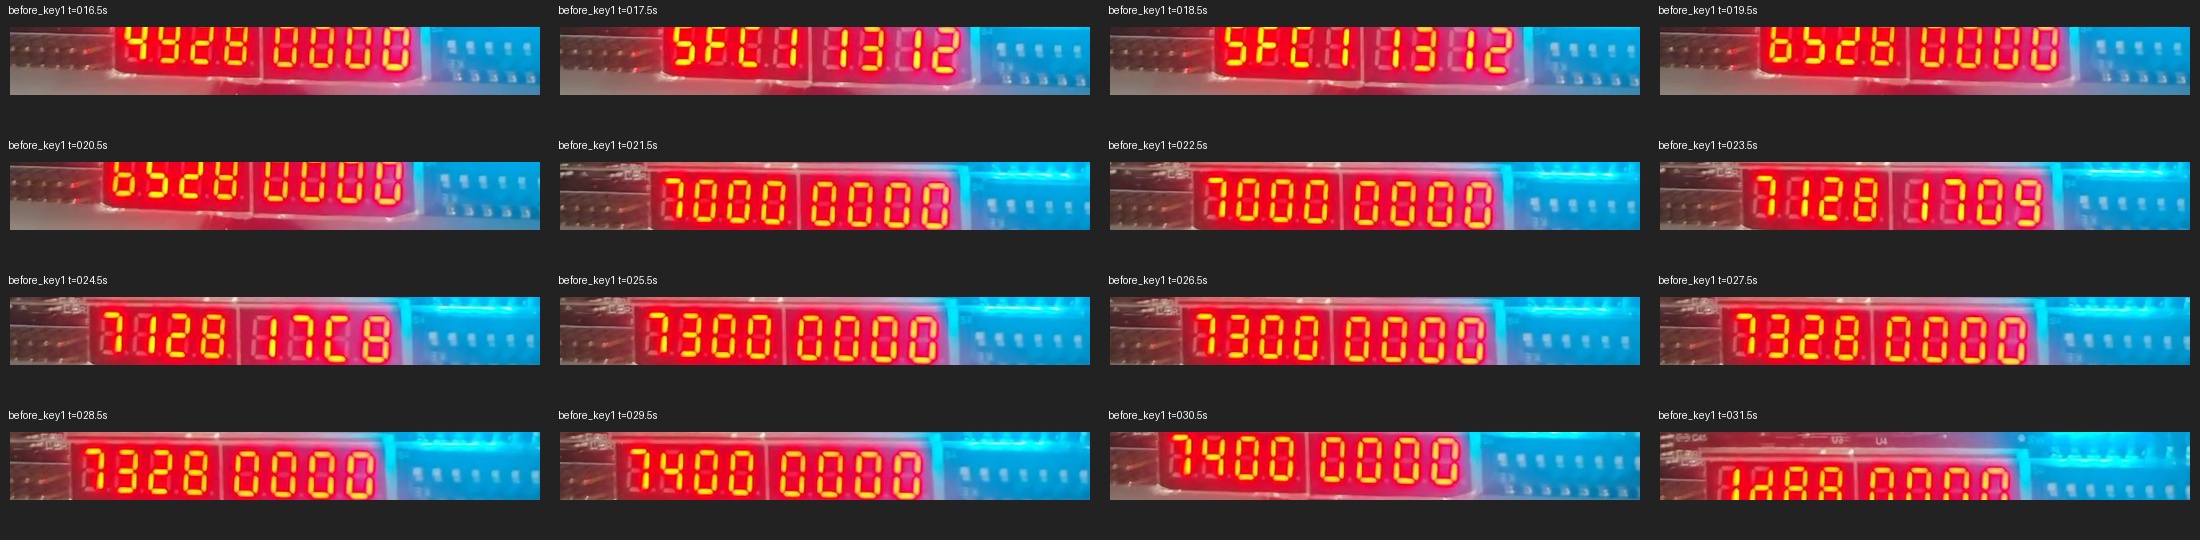 before_key1 t=016.5s
before_key1 t=017.5s
before_key1 t=018.5s
before_key1 t=019.5s
0000
5FC1 1312
5FC1 1312
0000
before_key1 t=020.5s
before_key1 t=021.5s
before_key1 t=022.5s
before_key1 t=023.5s
0000
7000 0000
7000 0000
7128 1709
before_key1 t=024.5s
before_key1 t=025.5s
before_key1 t=026.5s
before_key1 t=027.5s
7128 17C8
7300 0000
7300 0000
7328 0000
before_key1 t=028.5s
before_key1 t=029.5s
before_key1 t=030.5s
before_key1 t=031.5s
7328 0000
7400 0000
7400 0000
U3 U4
0000